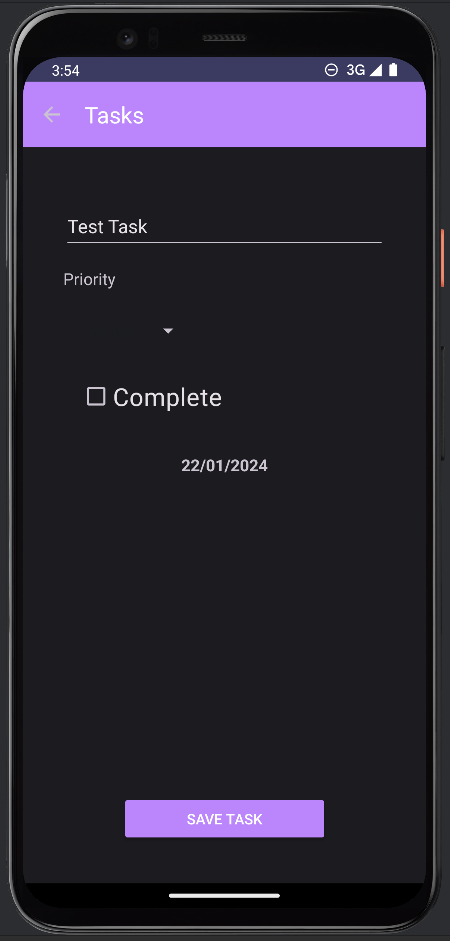 3:54 3G
Tasks
Test Task
Priority
Complete
22/01/2024
SAVE TASK